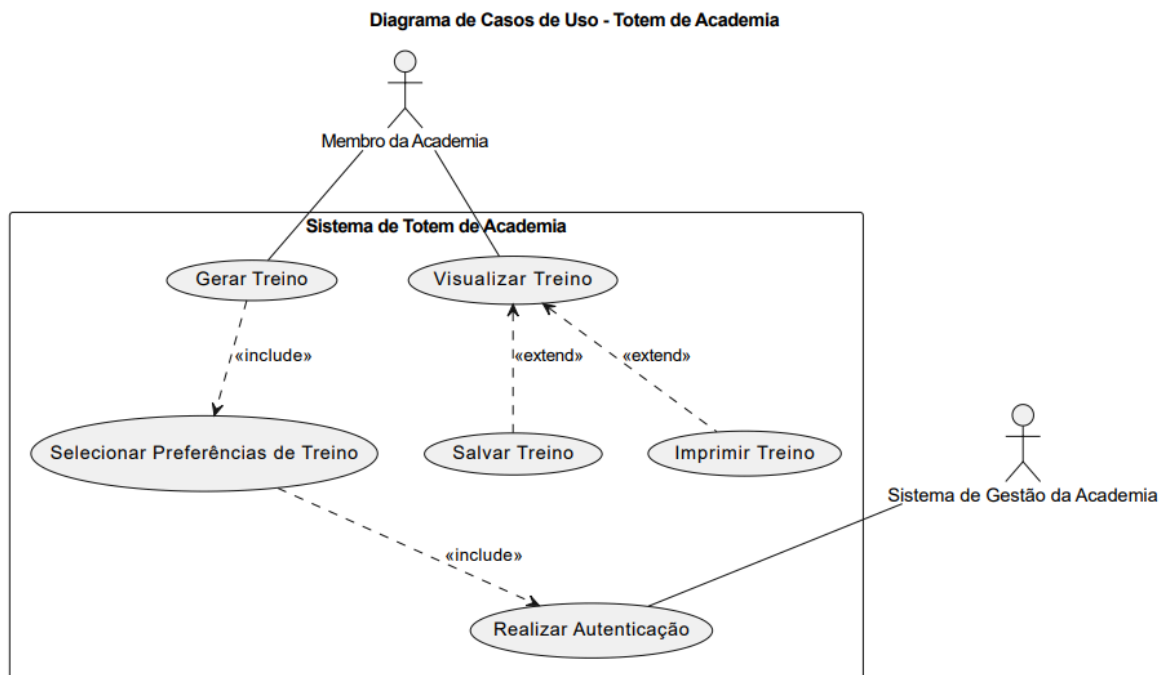 Diagrama de Casos de Uso - Totem de Academia
Membro da Academia
Sistema de Totem de Academia
Gerar Treino
Visualizar Treino
«include»
«extend»
«extend»
Selecionar Preferências de Treino
Salvar Treino
Imprimir Treino
Sistema de Gestão da Academia
«include»
Realizar Autenticação